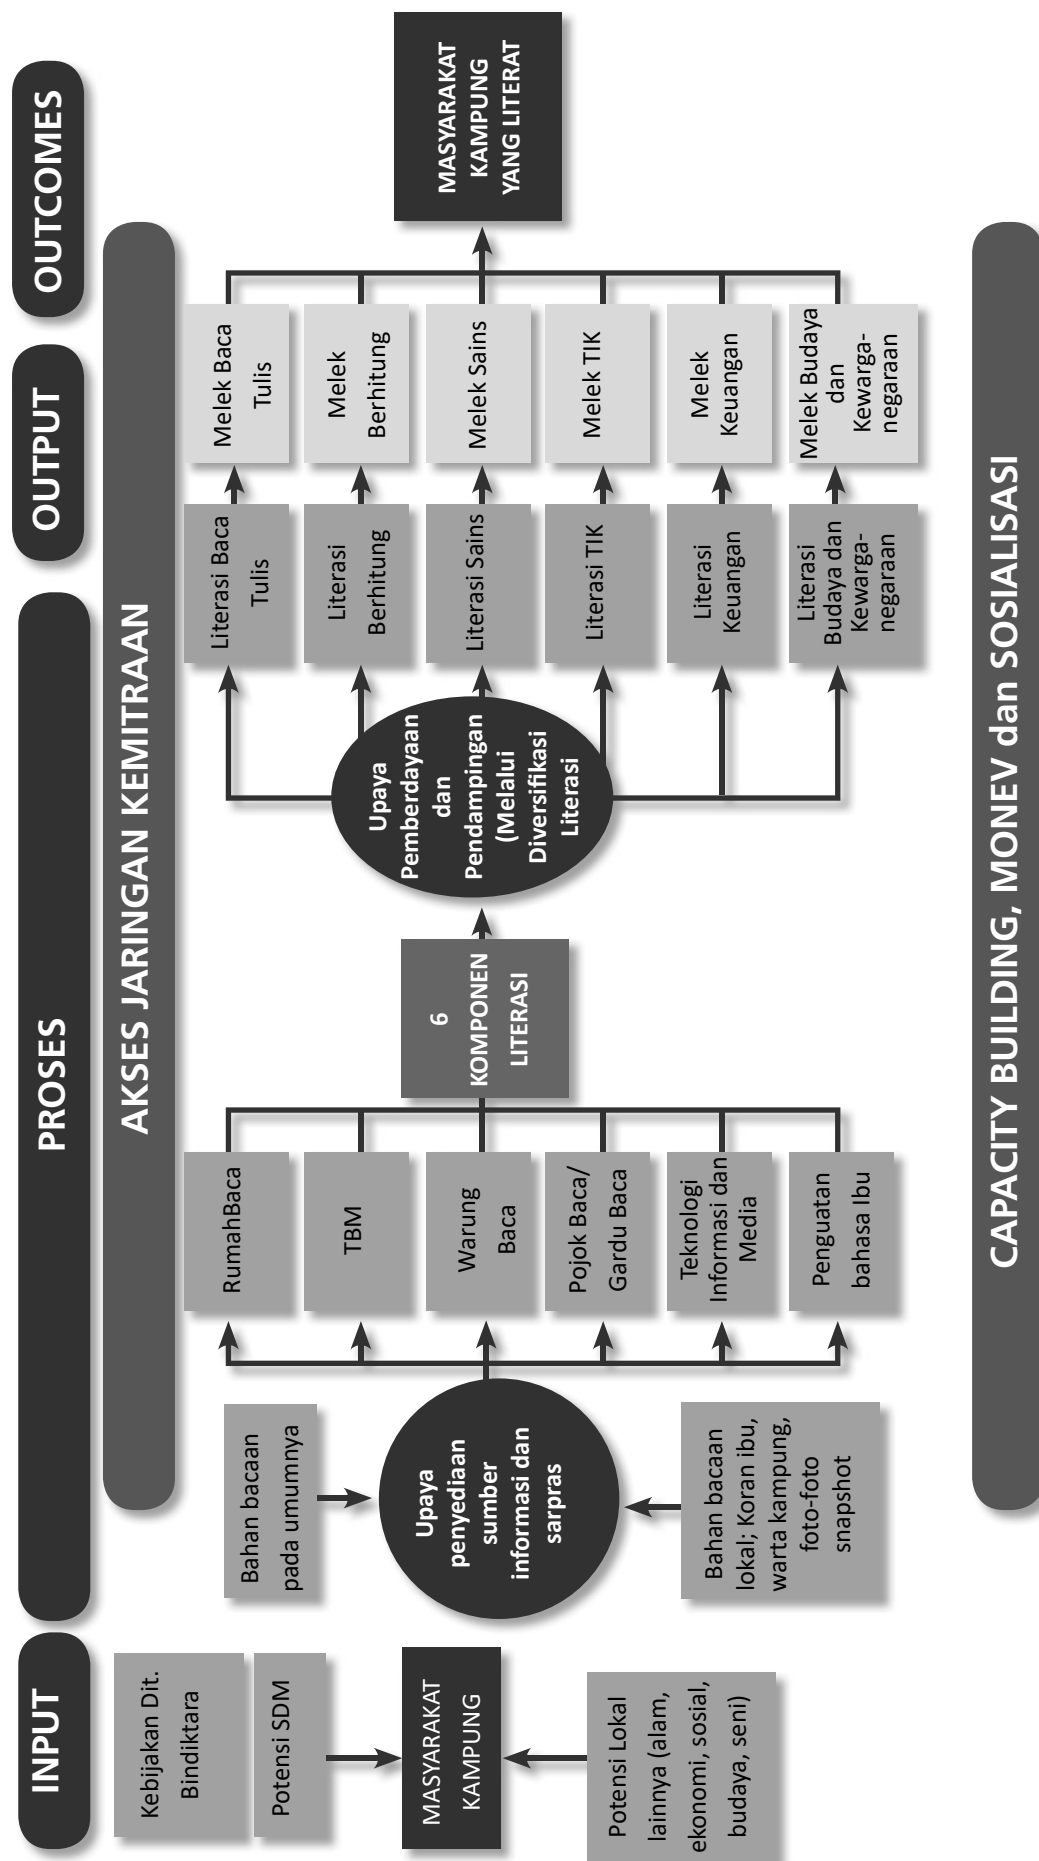 INPUT
PROSES
OUTPUT
OUTCOMES
AKSES JARINGAN KEMITRAAN
Kebijakan Dit.
Bindiktara
Potensi SDM
MASYARAKAT
KAMPUNG
Potensi Lokal
lainnya (alam,
ekonomi, sosial,
budaya, seni)
Bahan bacaan
pada umumnya
Upaya
penyediaan
sumber
informasi dan
sarpras
Bahan bacaan
lokal; Koran ibu,
warta kampung,
foto-foto
snapshot
RumahBaca
TBM
Warung
Baca
Pojok Baca/
Gardu Baca
Teknologi
Informasi dan
Media
Penguatan
bahasa Ibu
6
KOMPONEN
LITERASI
Upaya
Pemberdayaan
dan
Pendampingan
(Melalui
Diversifikasi
Literasi
Literasi Baca
Tulis
Literasi
Berhitung
Literasi Sains
Literasi TIK
Literasi
Keuangan
Literasi
Budaya dan
Kewarga-
negaraan
Melek Baca
Tulis
Melek
Berhitung
Melek Sains
Melek TIK
Melek
Keuangan
Melek Budaya
dan
Kewarga-
negaraan
MASYARAKAT
KAMPUNG
YANG LITERAT
CAPACITY BUILDING, MONEV dan SOSIALISASI